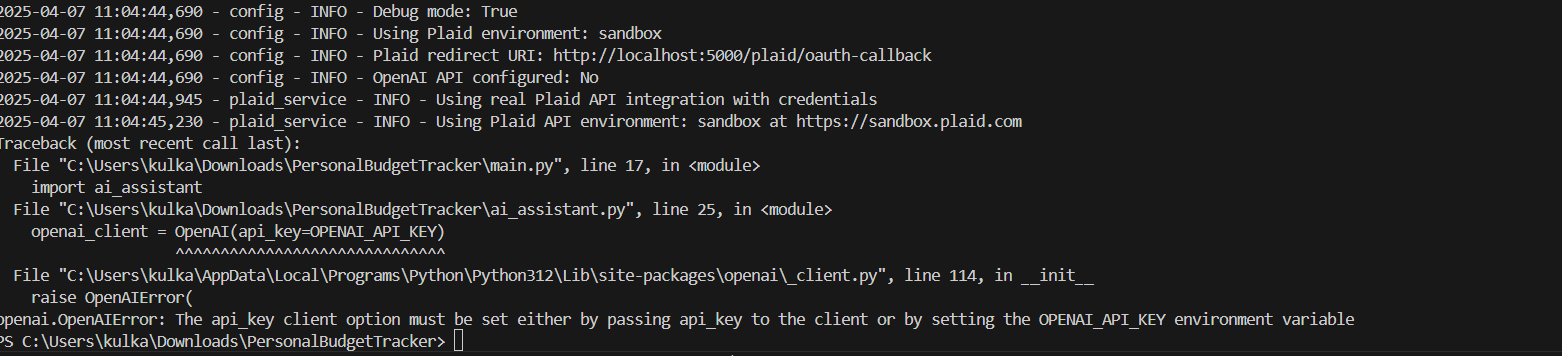 2025-04-07 11:04:44,690 - config - INFO - Debug mode: True
2025-04-07 11:04:44,690 - config - INFO - Using Plaid environment: sandbox
2025-04-07 11:04:44,690 - config - INFO - Plaid redirect URI: http://localhost:5000/plaid/oauth-callback
2025-04-07 11:04:44,690 - config - INFO - OpenAI API configured: No
2025-04-07 11:04:44,945 - plaid_service - INFO - Using real Plaid API integration with credentials
2025-04-07 11:04:45,230 - plaid_service - INFO - Using Plaid API environment: sandbox at https://sandbox.plaid.com
Traceback (most recent call last):
  File "C:\Users\kulka\Downloads\PersonalBudgetTracker\main.py", line 17, in <module>
    import ai_assistant
  File "C:\Users\kulka\Downloads\PersonalBudgetTracker\ai_assistant.py", line 25, in <module>
    openai_client = OpenAI(api_key=OPENAI_API_KEY)
                    ^^^^^^^^^^^^^^^^^^^^^^^^^^^^^^
  File "C:\Users\kulka\AppData\Local\Programs\Python\Python312\Lib\site-packages\openai\_client.py", line 114, in __init__
    raise OpenAIError(
openai.OpenAIError: The api_key client option must be set either by passing api_key to the client or by setting the OPENAI_API_KEY environment variable
PS C:\Users\kulka\Downloads\PersonalBudgetTracker>